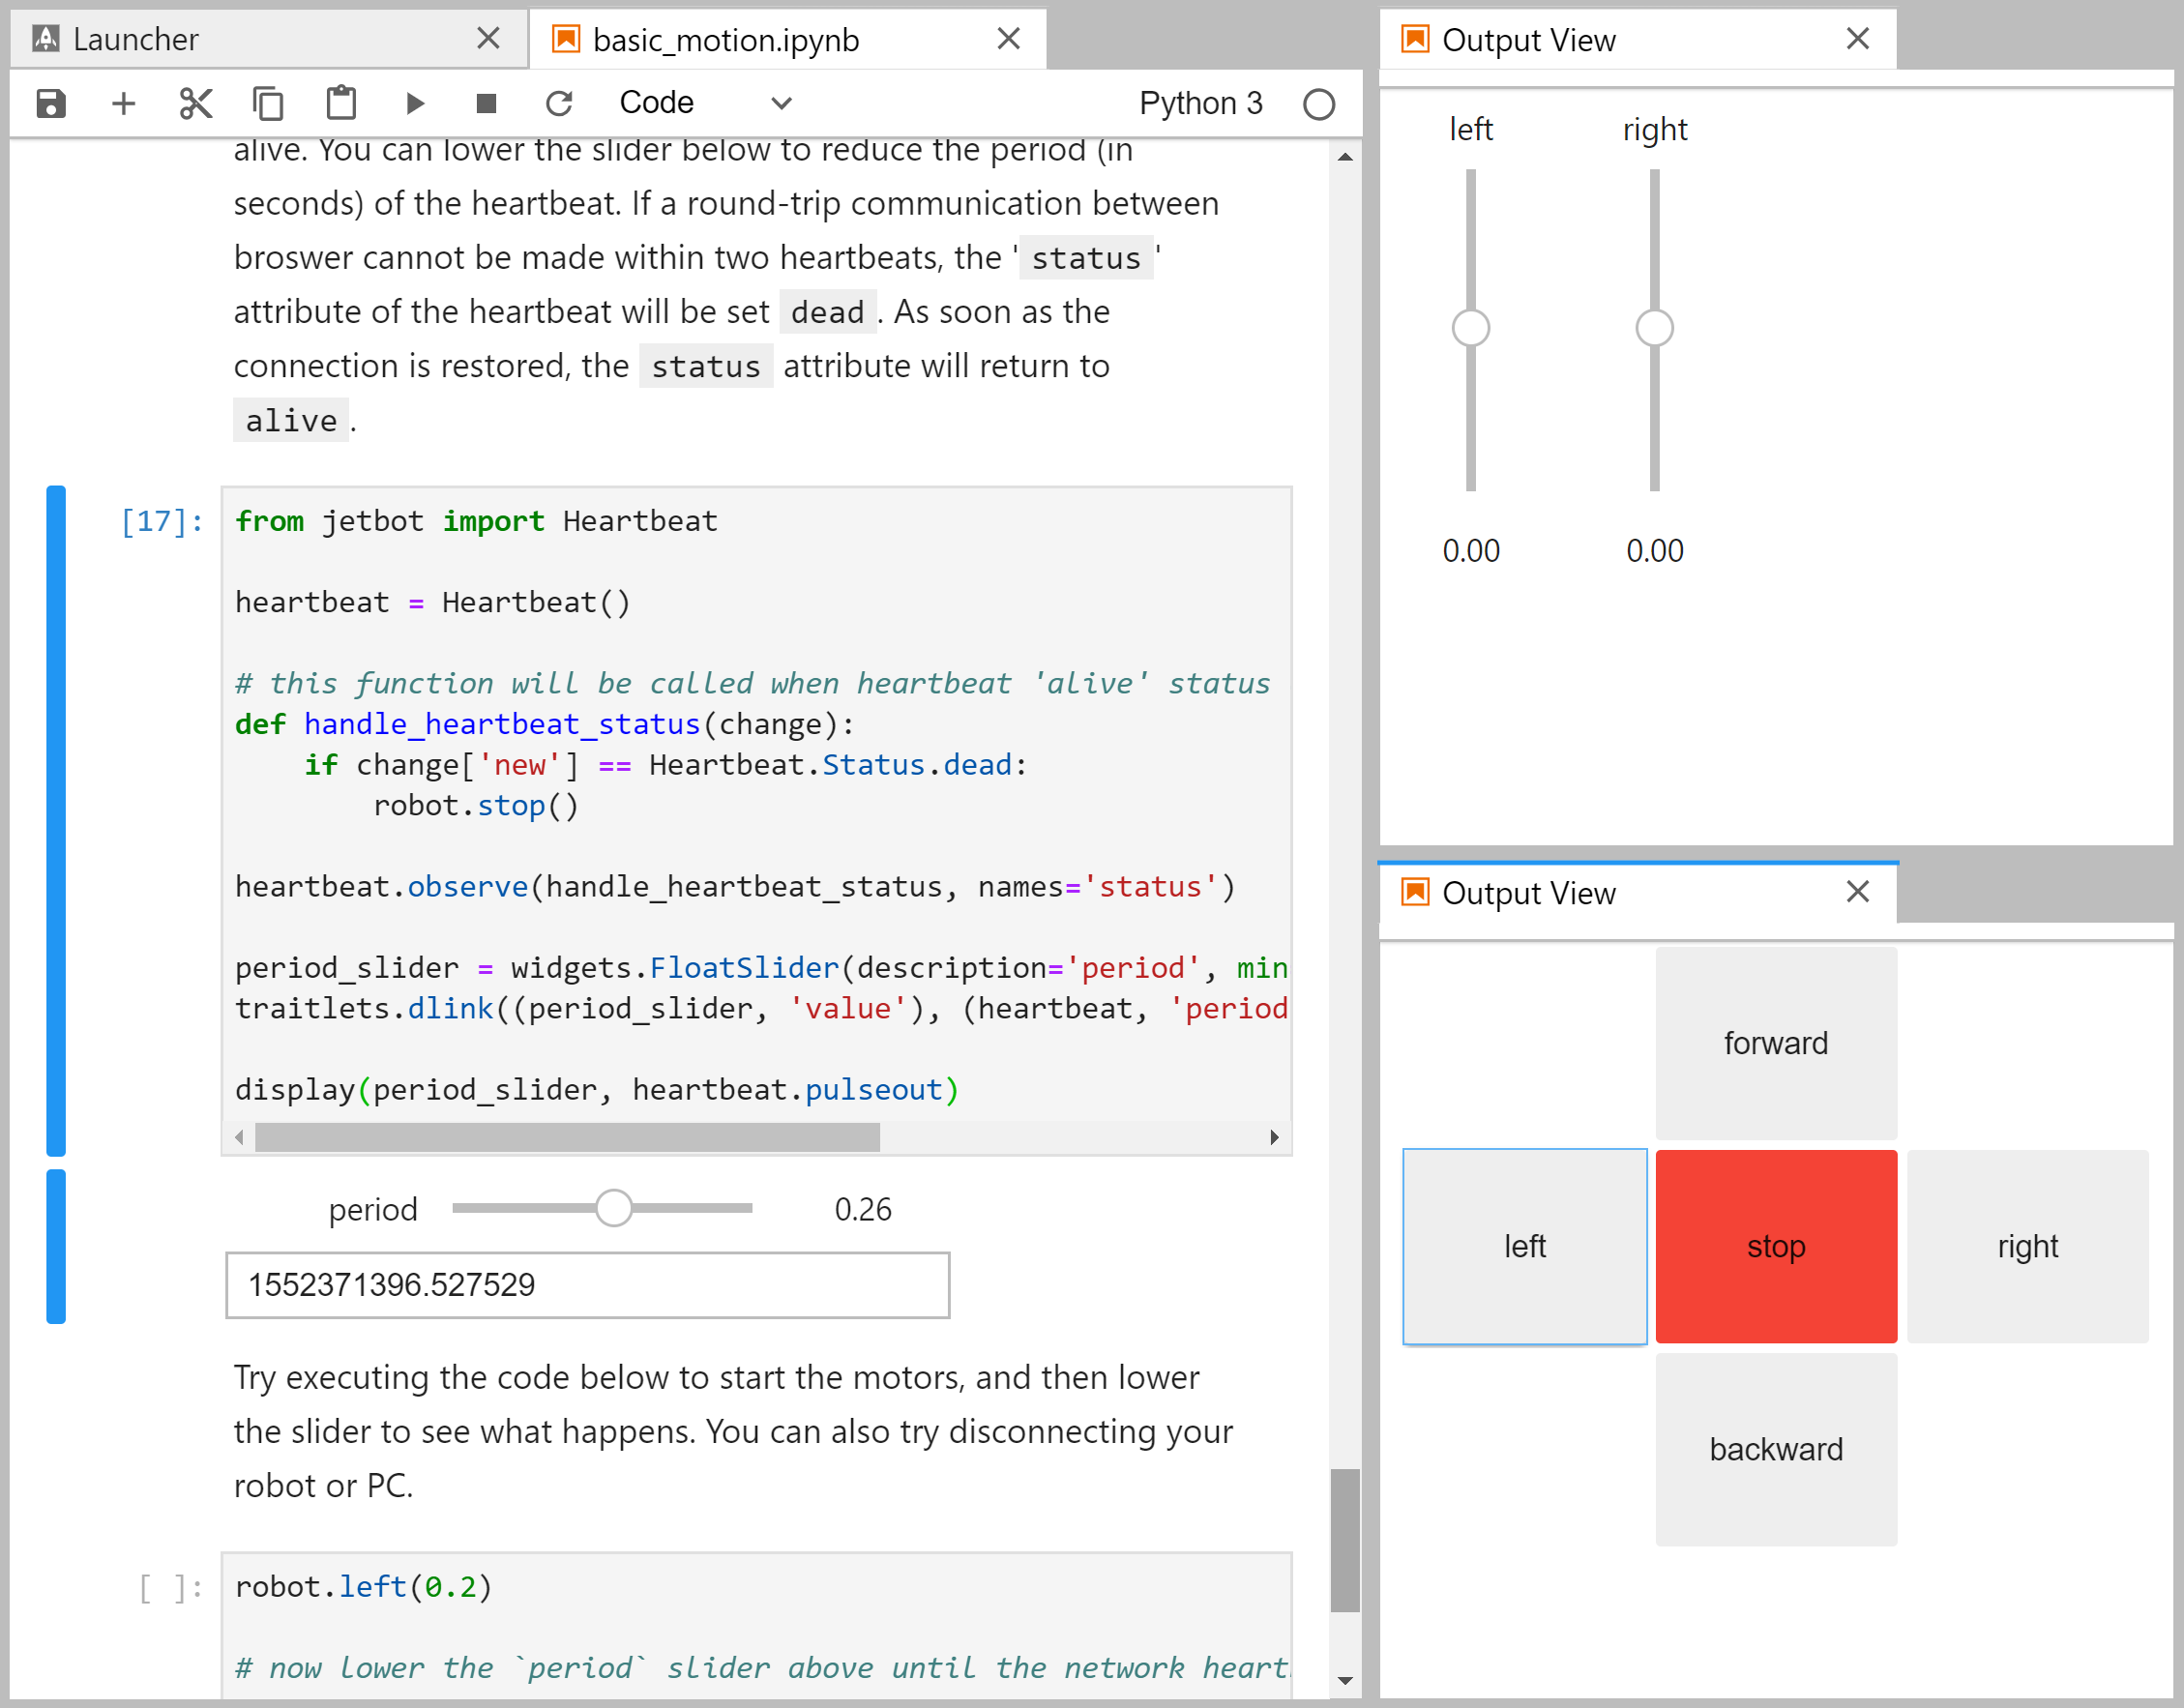 Launcher
basic_motion.ipynb
Code
Python 3
alive. You can lower the slider below to reduce the period (in
seconds) of the heartbeat. If a round-trip communication between
broswer cannot be made within two heartbeats, the 'status'
attribute of the heartbeat will be set dead. As soon as the
connection is restored, the status attribute will return to
alive.
[17]:
from jetbot import Heartbeat
heartbeat = Heartbeat()
# this function will be called when heartbeat 'alive' status
def handle_heartbeat_status(change):
    if change['new'] == Heartbeat.Status.dead:
        robot.stop()
heartbeat.observe(handle_heartbeat_status, names='status')
period_slider = widgets.FloatSlider(description='period', min
traitlets.dlink((period_slider, 'value'), (heartbeat, 'period
display(period_slider, heartbeat.pulseout)
period 0.26
1552371396.527529
Try executing the code below to start the motors, and then lower
the slider to see what happens. You can also try disconnecting your
robot or PC.
[ ]:
robot.left(0.2)
# now lower the `period` slider above until the network heart
Output View
left right
0.00 0.00
Output View
forward
left stop right
backward